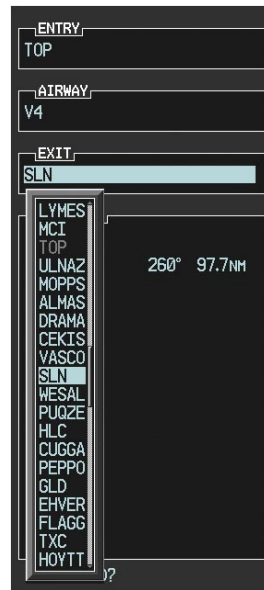 ENTRY
TOP
AIRWAY
V4
EXIT
SLN
LYMES
MCI
TOP
ULNAZ 260° 97.7NM
MOPPS
ALMAS
DRAMA
CEKIS
VASCO
SLN
WESAL
PUQZE
HLC
CUGGA
PEPPO
GLD
EHVER
FLAGG
TXC
HOYTT
?